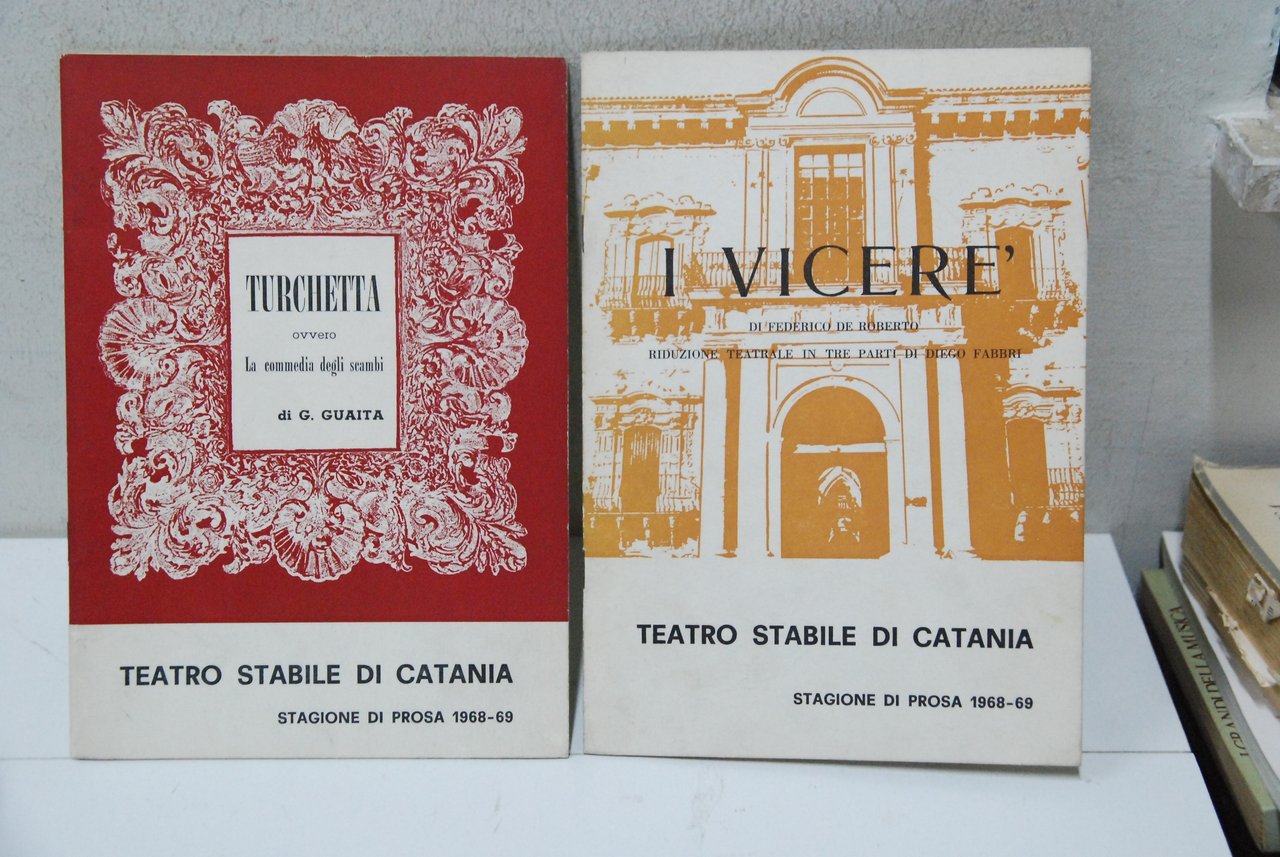 TURCHETTA
ovvero
La commedia degli scambi
di G. GUAITA
TEATRO STABILE DI CATANIA
STAGIONE DI PROSA 1968-69
I VICERE'
DI FEDERICO DE ROBERTO
RIDUZIONE TEATRALE IN TRE PARTI DI DIEGO FABBRI
TEATRO STABILE DI CATANIA
STAGIONE DI PROSA 1968-69
I GRANDI DELLA MUSICA